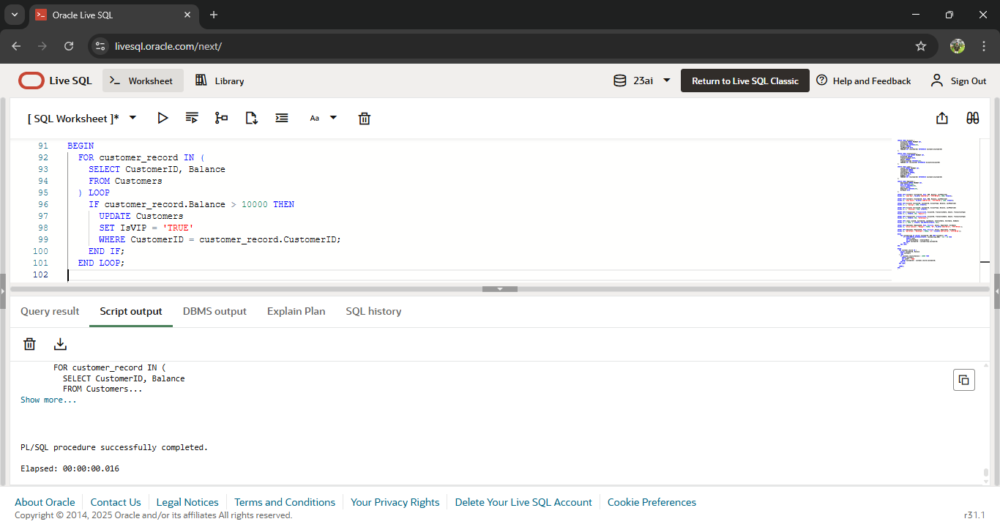 Oracle Live SQL
livesql.oracle.com/next/
Live SQL
Worksheet
Library
23ai
Return to Live SQL Classic
Help and Feedback
Sign Out
[ SQL Worksheet ]*
Aa
91 BEGIN
92 FOR customer_record IN (
93 SELECT CustomerID, Balance
94 FROM Customers
95 ) LOOP
96 IF customer_record.Balance > 10000 THEN
97 UPDATE Customers
98 SET IsVIP = 'TRUE'
99 WHERE CustomerID = customer_record.CustomerID;
100 END IF;
101 END LOOP;
102
Query result
Script output
DBMS output
Explain Plan
SQL history
FOR customer_record IN (
SELECT CustomerID, Balance
FROM Customers...
Show more...
PL/SQL procedure successfully completed.
Elapsed: 00:00:00.016
About Oracle
Contact Us
Legal Notices
Terms and Conditions
Your Privacy Rights
Delete Your Live SQL Account
Cookie Preferences
Copyright © 2014, 2025 Oracle and/or its affiliates All rights reserved.
r31.1